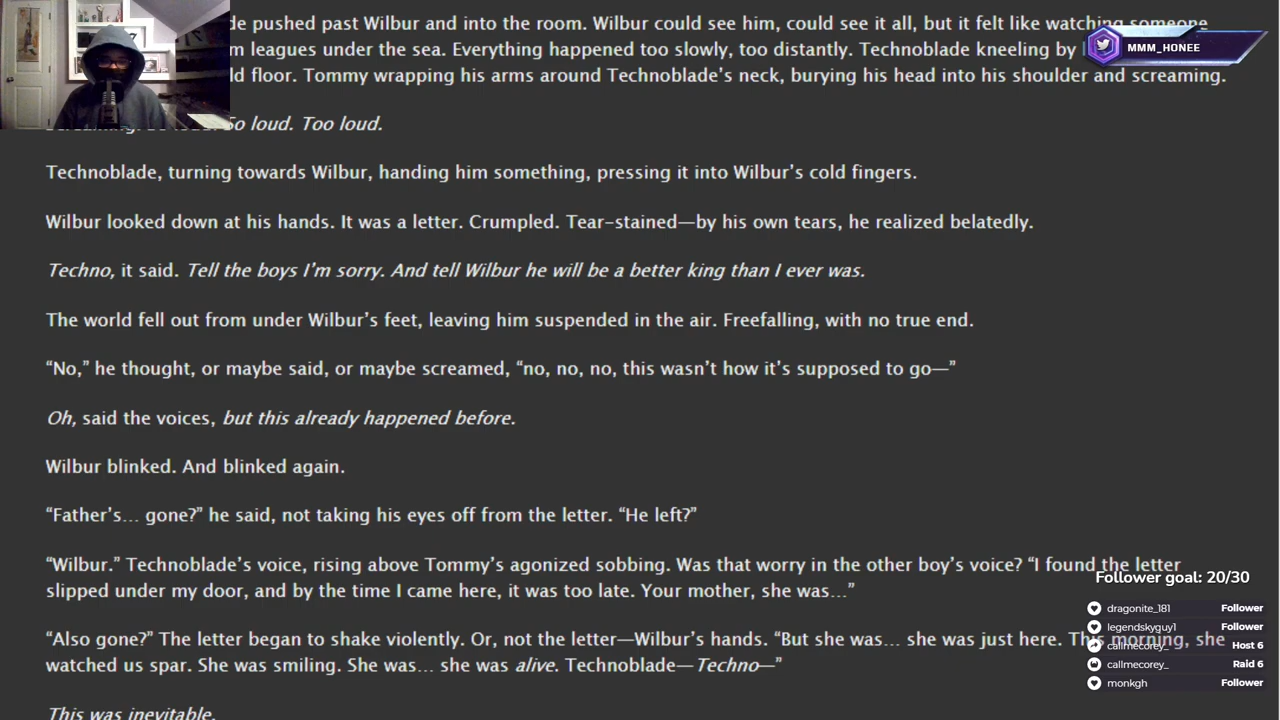 de pushed past Wilbur and into the room. Wilbur could see him, could see it all, but it felt like watching someone
m leagues under the sea. Everything happened too slowly, too distantly. Technoblade kneeling by
MMM_HONEE
ld floor. Tommy wrapping his arms around Technoblade's neck, burying his head into his shoulder and screaming.
So loud. Too loud.
Technoblade, turning towards Wilbur, handing him something, pressing it into Wilbur's cold fingers.
Wilbur looked down at his hands. It was a letter. Crumpled. Tear-stained—by his own tears, he realized belatedly.
Techno, it said. Tell the boys I'm sorry. And tell Wilbur he will be a better king than I ever was.
The world fell out from under Wilbur's feet, leaving him suspended in the air. Freefalling, with no true end.
“No,” he thought, or maybe said, or maybe screamed, “no, no, no, this wasn't how it's supposed to go—”
Oh, said the voices, but this already happened before.
Wilbur blinked. And blinked again.
“Father's… gone?” he said, not taking his eyes off from the letter. “He left?”
“Wilbur.” Technoblade's voice, rising above Tommy's agonized sobbing. Was that worry in the other boy's voice? “I found the letter
slipped under my door, and by the time I came here, it was too late. Your mother, she was…”
“Also gone?” The letter began to shake violently. Or, not the letter—Wilbur's hands. “But she was… she was just here. This morning, she
watched us spar. She was smiling. She was… she was alive. Technoblade—Techno—”
This was inevitable.
Follower goal: 20/30
dragonite_181 Follower
legendskyguy1 Follower
callmecorey_ Host 6
callmecorey_ Raid 6
monkgh Follower